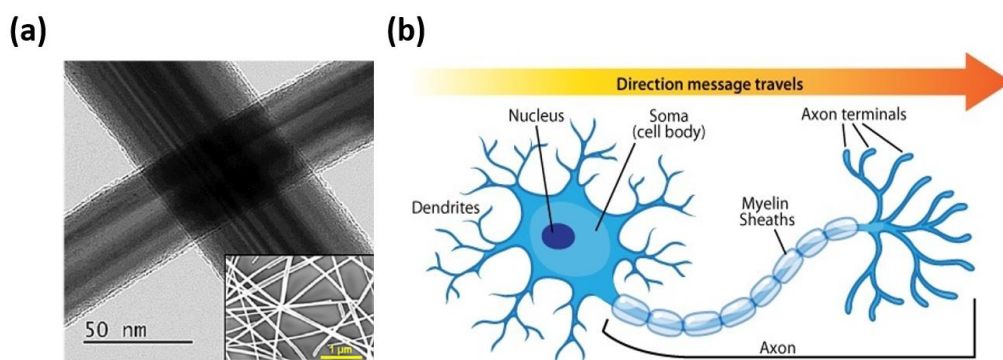 (a)
50 nm
1 μm
(b)
Direction message travels
Nucleus
Soma
(cell body)
Axon terminals
Dendrites
Myelin
Sheaths
Axon